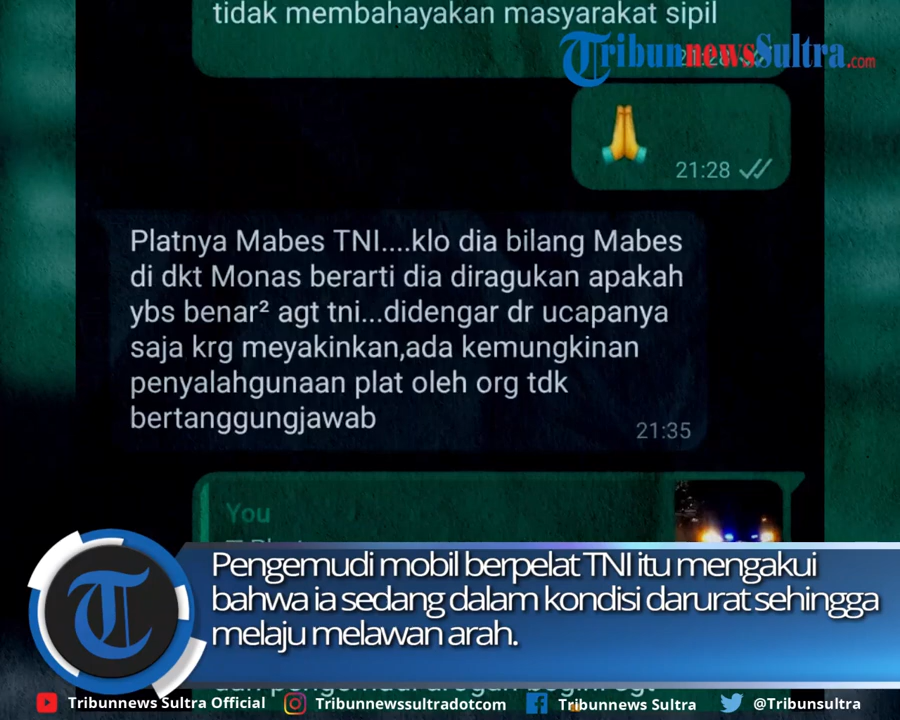 tidak membahayakan masyarakat sipil
21:28
TribunnewsSultra.com
21:28
Platnya Mabes TNI....klo dia bilang Mabes
di dkt Monas berarti dia diragukan apakah
ybs benar² agt tni...didengar dr ucapanya
saja krg meyakinkan,ada kemungkinan
penyalahgunaan plat oleh org tdk
bertanggungjawab
21:35
You
Pengemudi mobil berpelat TNI itu mengakui
bahwa ia sedang dalam kondisi darurat sehingga
melaju melawan arah.
Tribunnews Sultra Official
Tribunnewssultradotcom
Tribunnews Sultra
@Tribunsultra